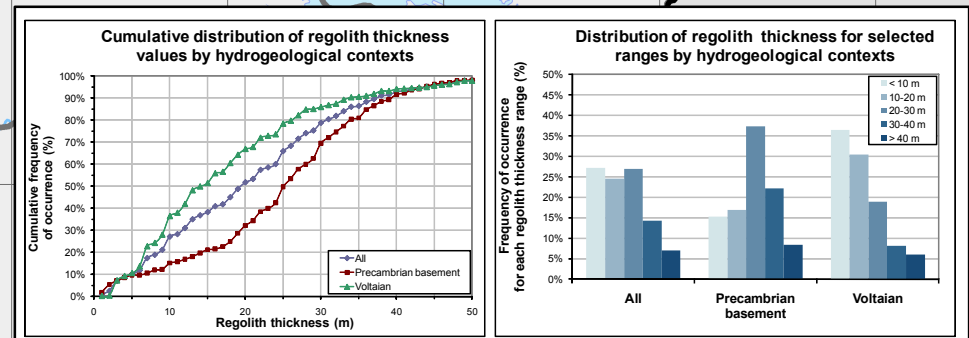 Cumulative distribution of regolith thickness
values by hydrogeological contexts
Cumulative frequency
of occurrence (%)
100%
90%
80%
70%
60%
50%
40%
30%
20%
10%
0%
0 10 20 30 40 50
Regolith thickness (m)
All
Precambrian basement
Voltaian
Distribution of regolith thickness for selected
ranges by hydrogeological contexts
Frequency of occurrence
for each regolith thickness range (%)
50%
45%
40%
35%
30%
25%
20%
15%
10%
5%
0%
< 10 m
10-20 m
20-30 m
30-40 m
> 40 m
All Precambrian Voltaian
basement